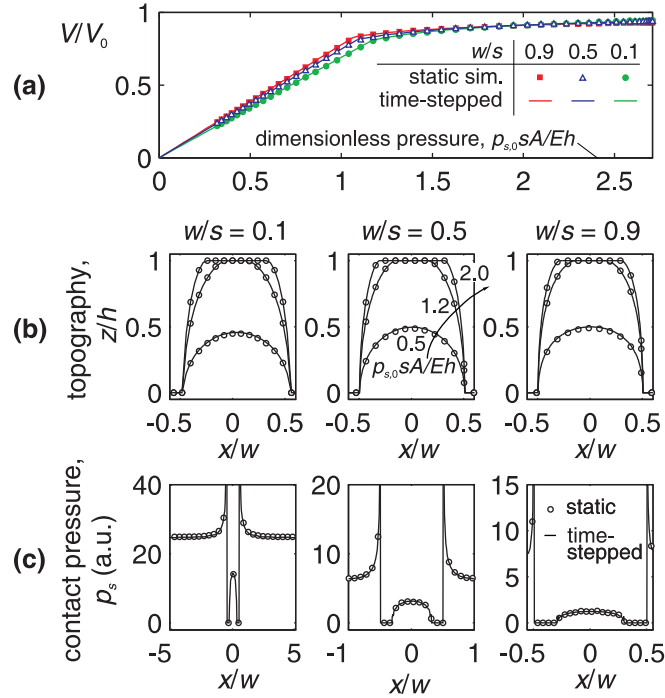 V/V0
(a)
1
0.5
0
w/s 0.9 0.5 0.1
static sim.
time-stepped
dimensionless pressure, ps,0sA/Eh
0 0.5 1 1.5 2 2.5
w/s = 0.1 w/s = 0.5 w/s = 0.9
(b)
topography,
z/h
1 1 1
0.5 0.5 0.5
0 0 0
2.0
1.2
0.5
ps,0sA/Eh
-0.5 0 0.5 -0.5 0 0.5 -0.5 0 0.5
x/w x/w x/w
(c)
contact pressure,
ps (a.u.)
40 20 15
20 10 10
5
0 0 0
static
time-
stepped
-5 0 5 -1 0 1 -0.5 0 0.5
x/w x/w x/w